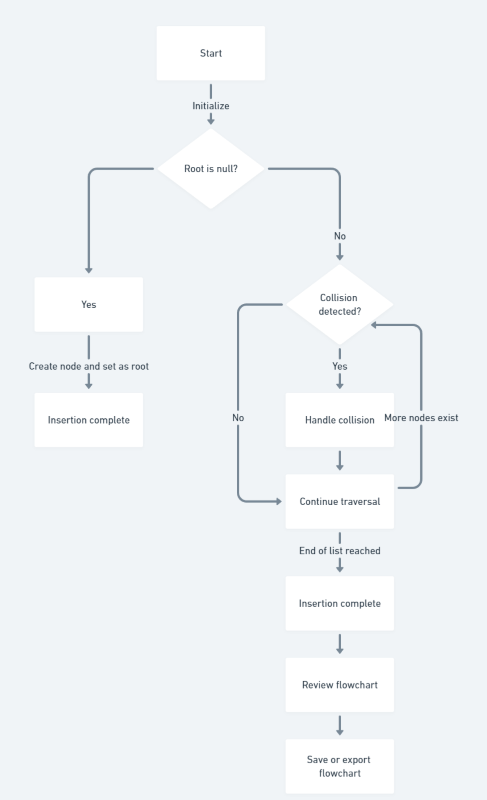 Start
Initialize
Root is null?
No
Yes
Collision
detected?
Create node and set as root
Yes
Insertion complete
No
Handle collision
More nodes exist
Continue traversal
End of list reached
Insertion complete
Review flowchart
Save or export
flowchart